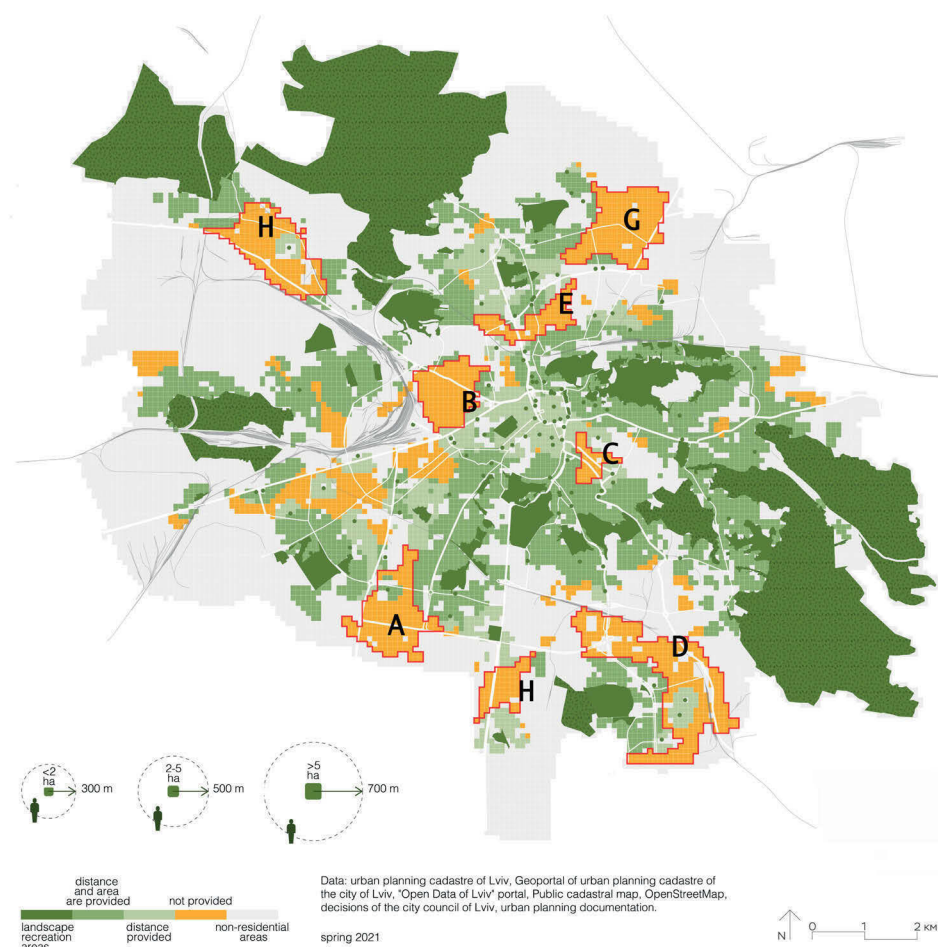 G
H
E
B
C
A
D
H
<2
ha
300 m
2-5
ha
500 m
>5
ha
700 m
distance
and area
are provided
not provided
landscape
recreation
areas
distance
provided
non-residential
areas
Data: urban planning cadastre of Lviv, Geoportal of urban planning cadastre of
the city of Lviv, "Open Data of Lviv" portal, Public cadastral map, OpenStreetMap,
decisions of the city council of Lviv, urban planning documentation.
spring 2021
N
0 1 2 KM